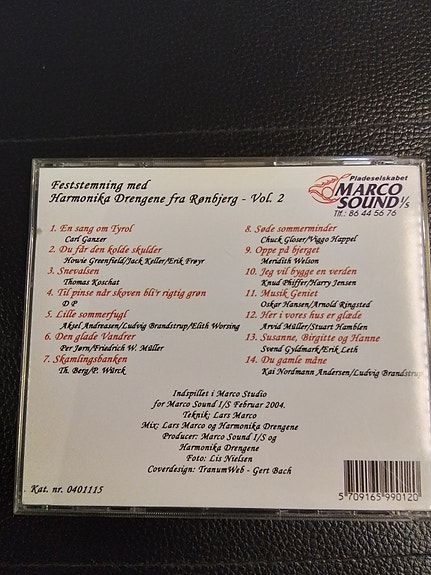 Feststemning med
Harmonika Drengene fra Rønbjerg - Vol. 2
Pladeselskabet
MARCO
SOUND I/S
Tlf.: 86 44 56 76
1. En sang om Tyrol
Carl Ganzer
2. Du får den kolde skulder
Howie Greenfield/Jack Keller/Erik Frøyr
3. Snevalsen
Thomas Koschat
4. Til pinse når skoven bli'r rigtig grøn
D P
5. Lille sommerfugl
Aksel Andreasen/Ludvig Brandstrup/Elith Worsing
6. Den glade Vandrer
Per Jørn/Friedrich W. Müller
7. Skamlingsbanken
Th. Berg/P. Würck
8. Søde sommerminder
Chuck Gloser/Viggo Happel
9. Oppe på bjerget
Meridith Welson
10. Jeg vil bygge en verden
Knud Phiffer/Harry Jensen
11. Musik Geniet
Oskar Hansen/Arnold Ringsted
12. Her i vores hus er glæde
Arvid Müller/Stuart Hamblen
13. Susanne, Birgitte og Hanne
Svend Gyldmark/Erik Leth
14. Du gamle måne
Kai Nordmann Andersen/Ludvig Brandstrup
Indspillet i Marco Studio
for Marco Sound I/S Februar 2004.
Teknik: Lars Marco
Mix: Lars Marco og Harmonika Drengene
Producer: Marco Sound I/S og
Harmonika Drengene
Foto: Lis Nielsen
Coverdesign: TranumWeb - Gert Bach
Kat. nr. 0401115
5 709165 990120